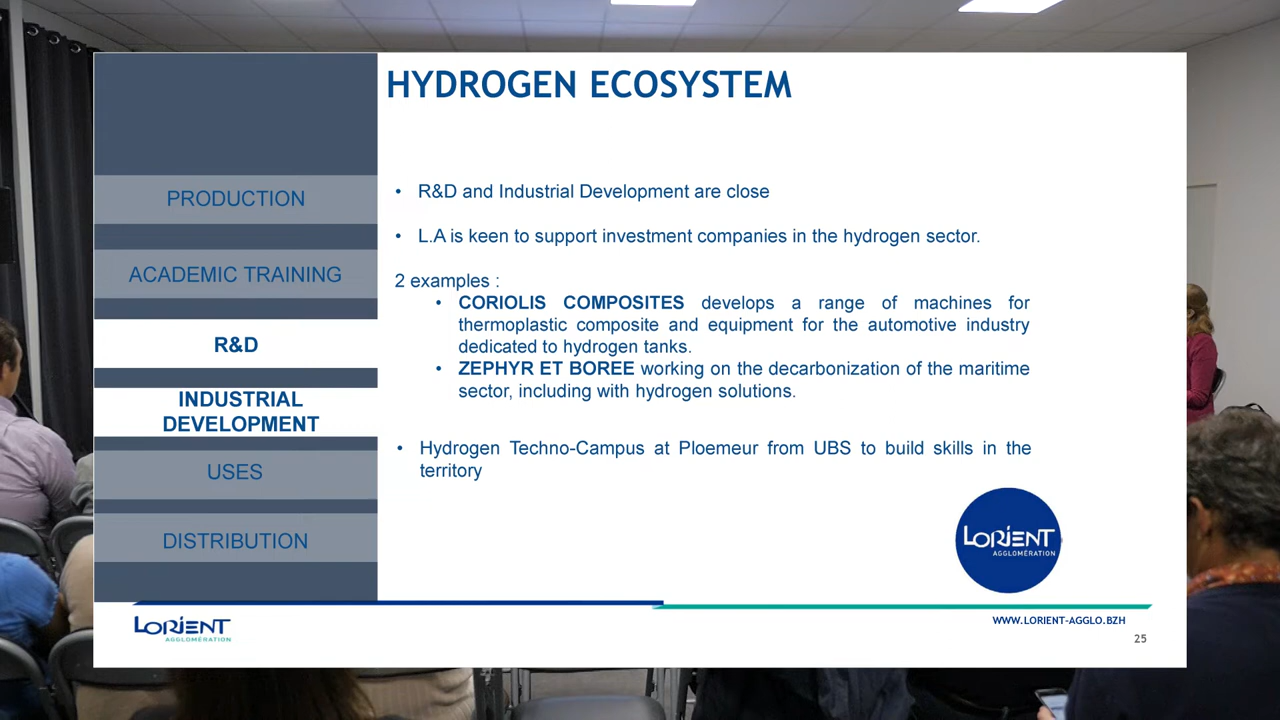 HYDROGEN ECOSYSTEM
PRODUCTION
ACADEMIC TRAINING
R&D
INDUSTRIAL
DEVELOPMENT
USES
DISTRIBUTION
• R&D and Industrial Development are close
• L.A is keen to support investment companies in the hydrogen sector.
2 examples :
• CORIOLIS COMPOSITES develops a range of machines for
thermoplastic composite and equipment for the automotive industry
dedicated to hydrogen tanks.
• ZEPHYR ET BOREE working on the decarbonization of the maritime
sector, including with hydrogen solutions.
• Hydrogen Techno-Campus at Ploemeur from UBS to build skills in the
territory
LORIENT
AGGLOMÉRATION
LORIENT
AGGLOMÉRATION
WWW.LORIENT-AGGLO.BZH
25